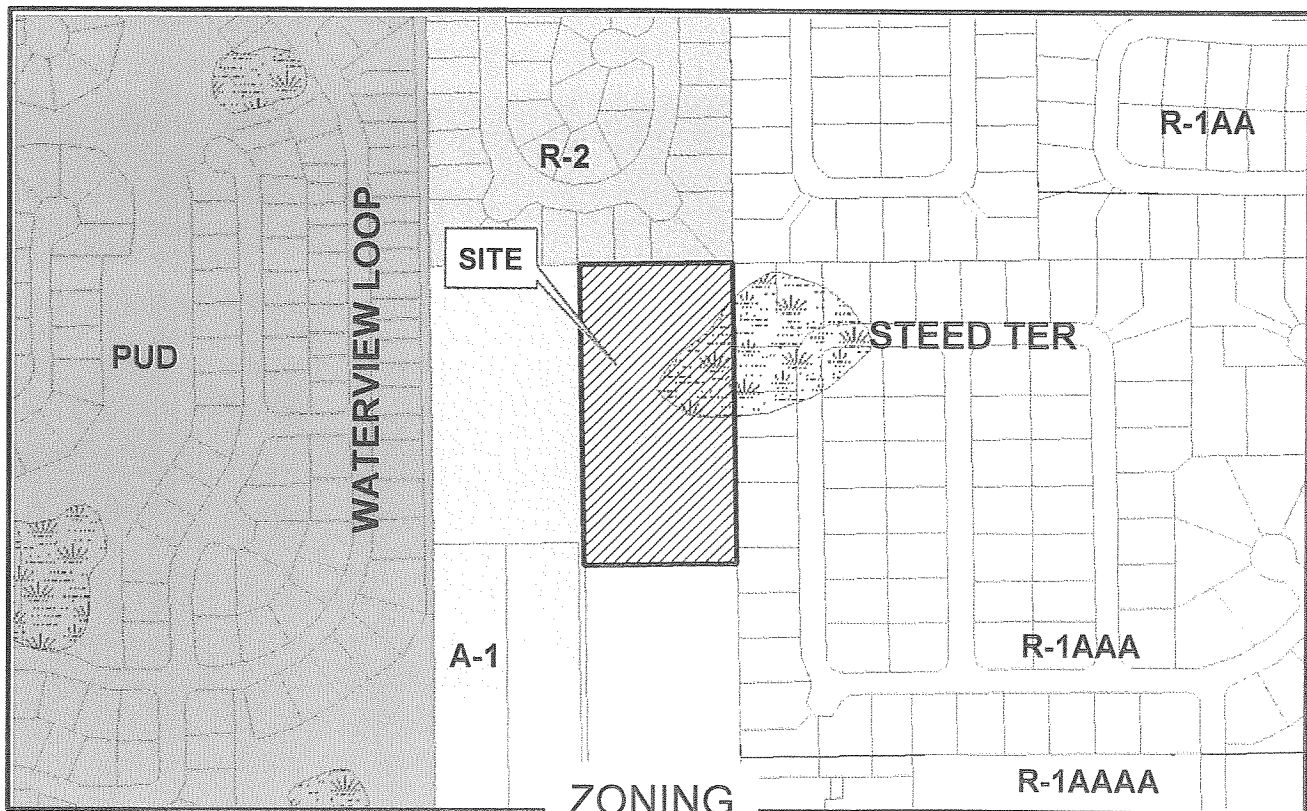 R-1AA
R-2
SITE
WATERVIEW LOOP
STEED TER
PUD
R-1AAA
A-1
R-1AAAA
ZONING